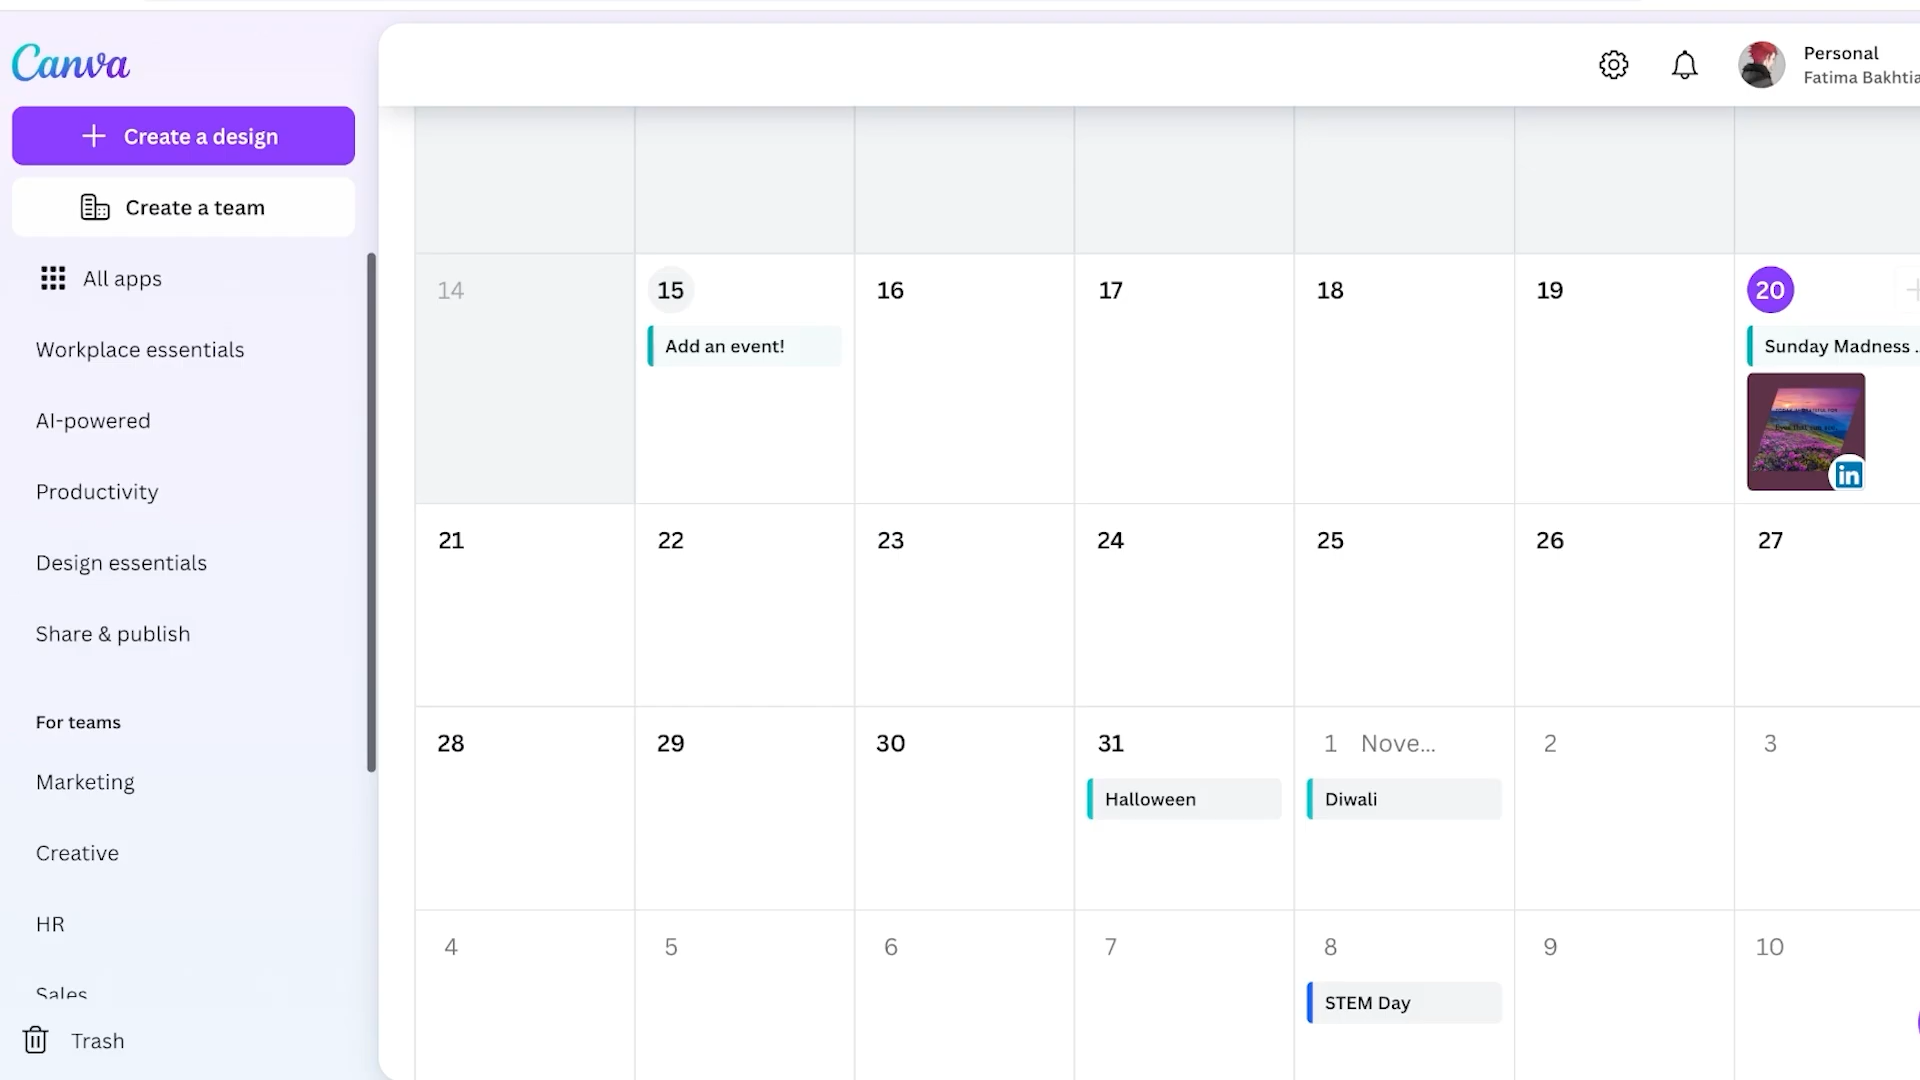 Canva
Create a design
Create a team
All apps
Workplace essentials
AI-powered
Productivity
Design essentials
Share & publish
For teams
Marketing
Creative
HR
Sales
Trash
Personal
Fatima Bakhtia
14 15 16 17 18 19 20
Add an event!
Sunday Madness ..
in
21 22 23 24 25 26 27
28 29 30 31 1 Nove... 2 3
Halloween
Diwali
4 5 6 7 8 9 10
STEM Day